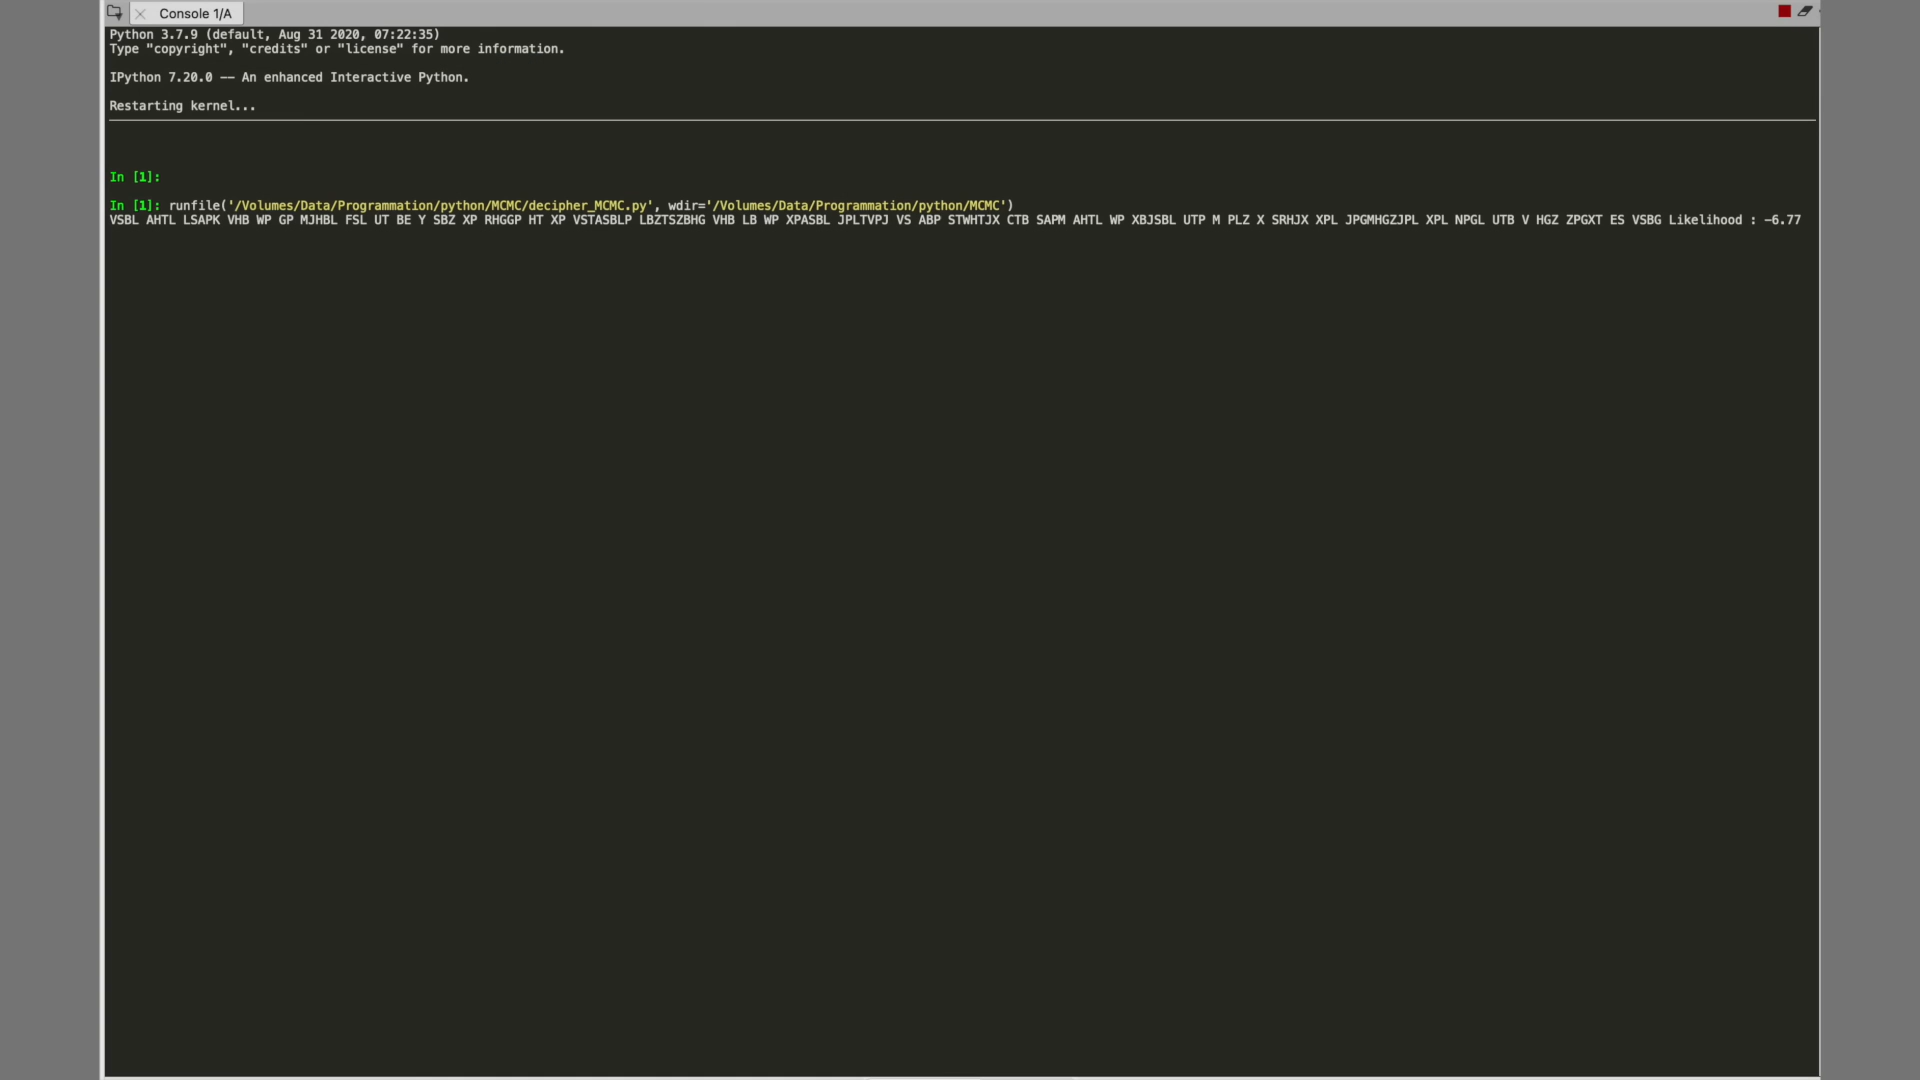 Console 1/A
Python 3.7.9 (default, Aug 31 2020, 07:22:35)
Type "copyright", "credits" or "license" for more information.
IPython 7.20.0 -- An enhanced Interactive Python.
Restarting kernel...
In [1]:
In [1]: runfile('/Volumes/Data/Programmation/python/MCMC/decipher_MCMC.py', wdir='/Volumes/Data/Programmation/python/MCMC')
VSBL AHTL LSAPK VHB WP GP MJHBL FSL UT BE Y SBZ XP RHGGP HT XP VSTASBLP LBZTSZBHG VHB LB WP XPASBL JPLTVPJ VS ABP STWHTJX CTB SAPM AHTL WP XBJSBL UTP M PLZ X SRHJX XPL JPGMHGZJPL XPL NPGL UTB V HGZ ZPGXT ES VSBG Likelihood : -6.77